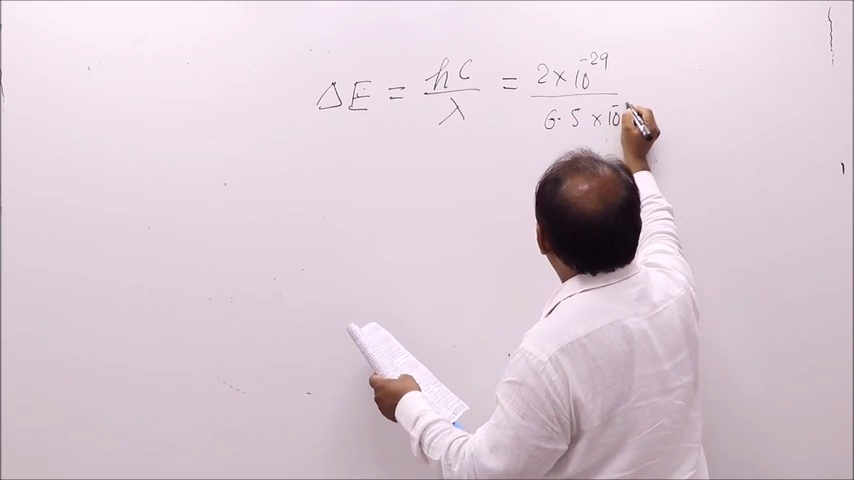 ΔE = hc/λ = 2 × 10⁻²⁹/6.5 × 10⁻